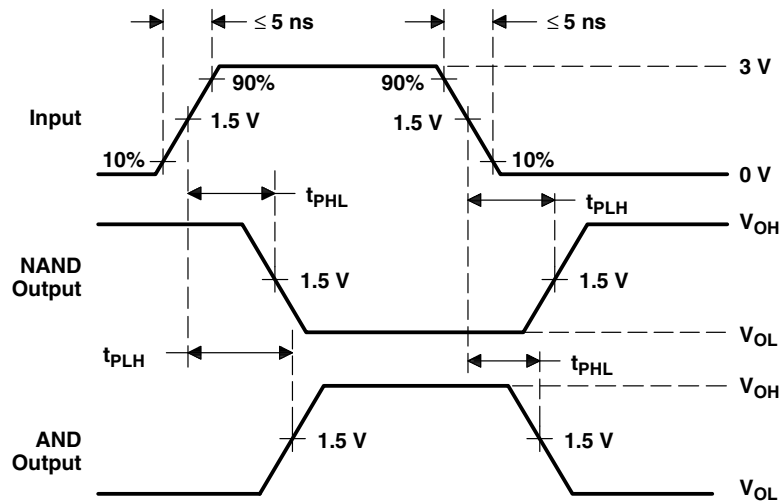 ≤ 5 ns ≤ 5 ns
3 V
90% 90%
Input 1.5 V 1.5 V
10% 10%
0 V
tPHL tPLH
VOH
NAND
Output
1.5 V 1.5 V
VOL
tPLH tPHL
VOH
AND
Output
1.5 V 1.5 V
VOL